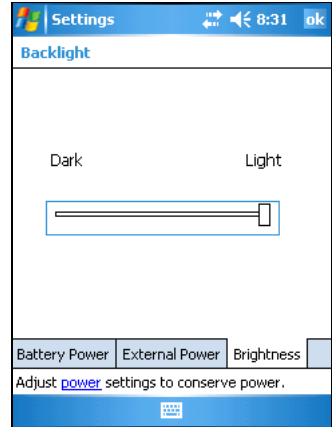 Settings 8:31 ok
Backlight
Dark Light
Battery Power External Power Brightness
Adjust power settings to conserve power.